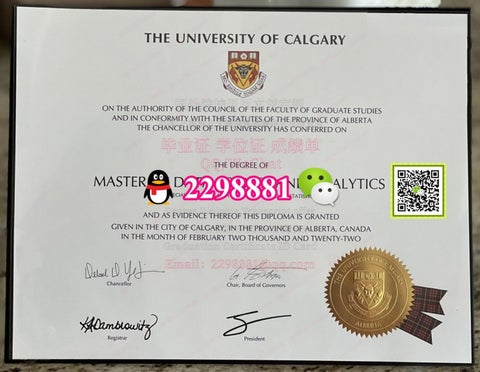 THE UNIVERSITY OF CALGARY
ON THE AUTHORITY OF THE COUNCIL OF THE FACULTY OF GRADUATE STUDIES
AND IN CONFORMITY WITH THE STATUTES OF THE PROVINCE OF ALBERTA
THE CHANCELLOR OF THE UNIVERSITY HAS CONFERRED ON
毕业证 学位证 成绩单
THE DEGREE OF
MASTER
ALYTICS
2298881
AND AS EVIDENCE THEREOF THIS DIPLOMA IS GRANTED
GIVEN IN THE CITY OF CALGARY, IN THE PROVINCE OF ALBERTA, CANADA
IN THE MONTH OF FEBRUARY TWO THOUSAND AND TWENTY-TWO
Email: 2298881@qq.com
Chancellor
Chair, Board of Governors
Registrar
President
ALBERTA